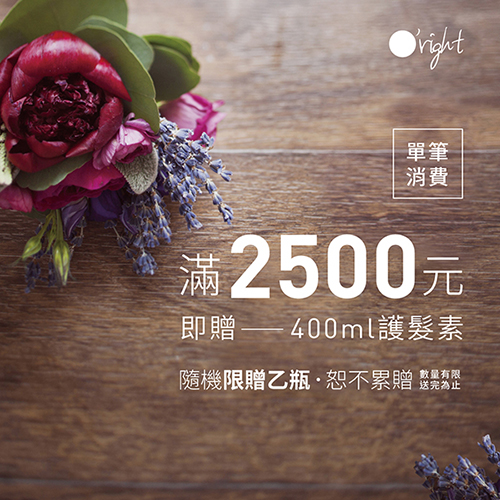 O'right
單筆
消費
滿2500元
即贈——400ml護髮素
隨機限贈乙瓶・恕不累贈 數量有限
送完為止